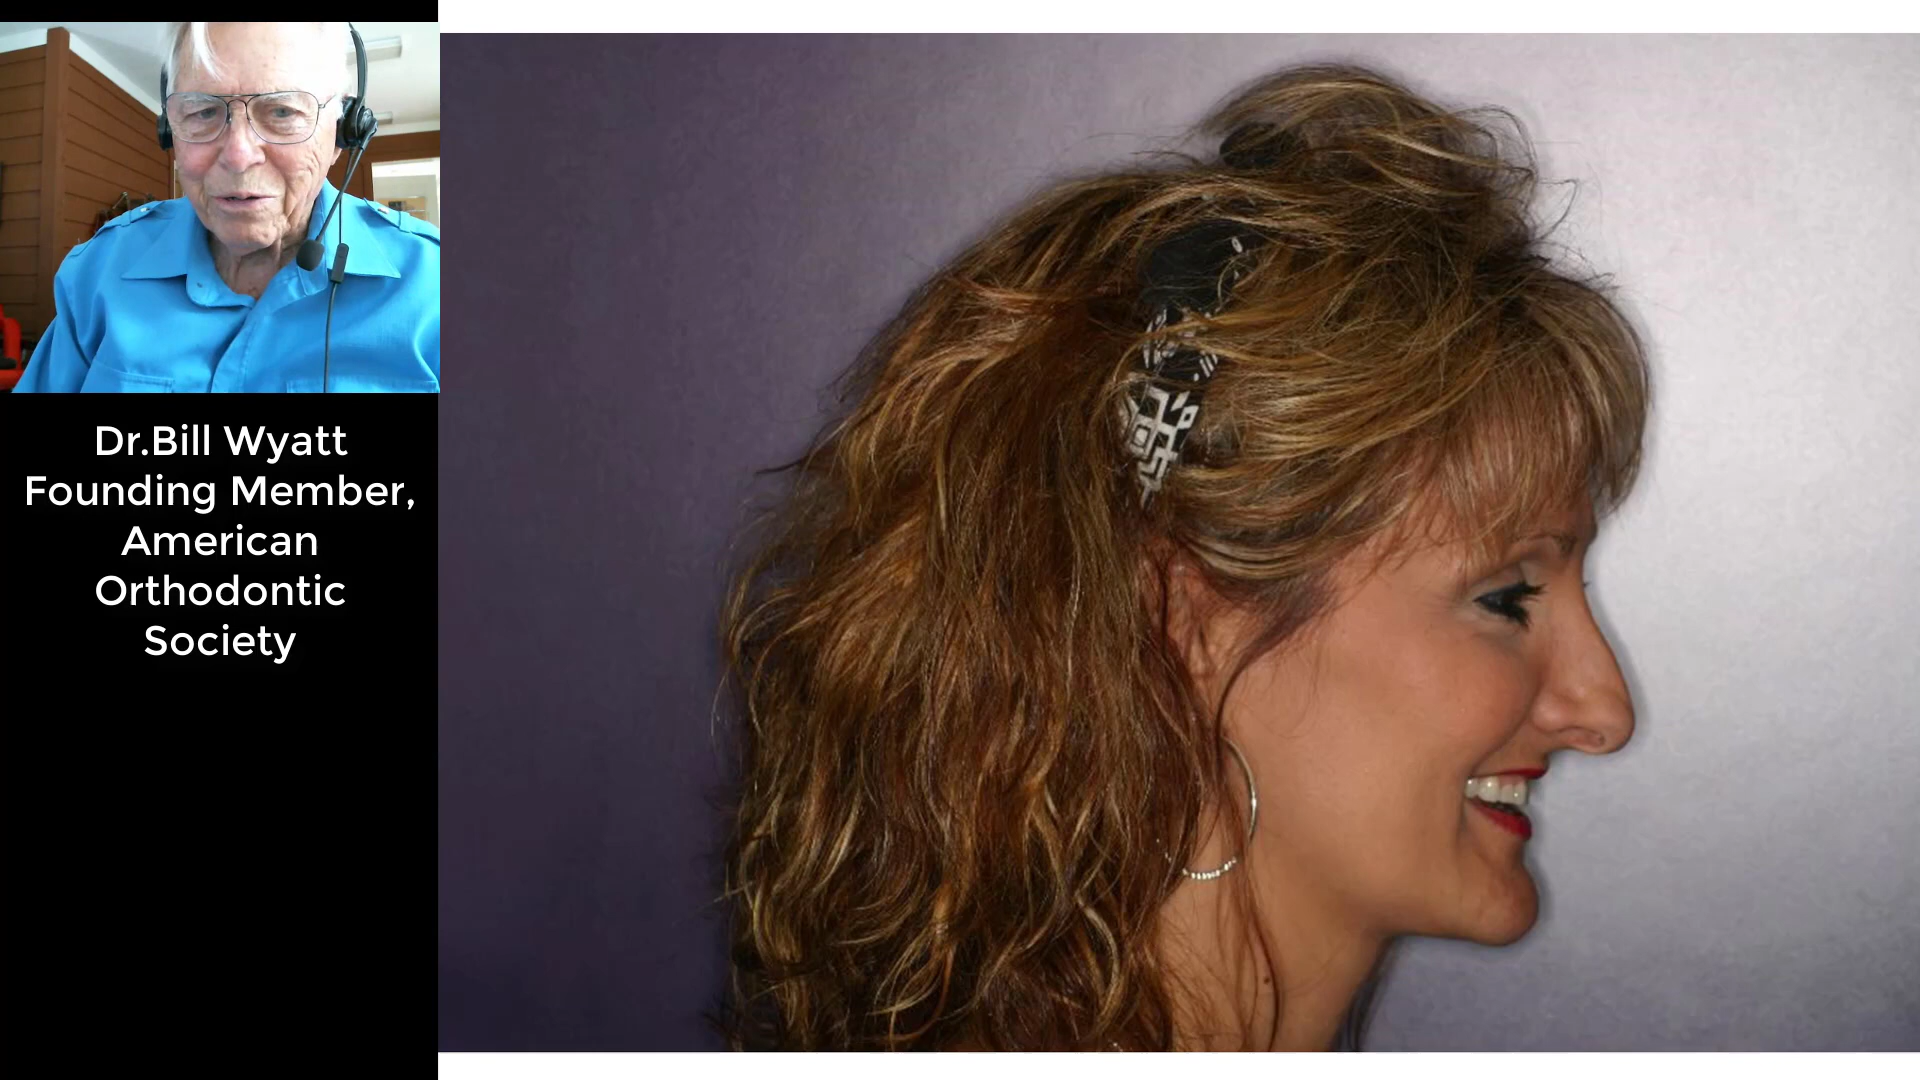 Dr.Bill Wyatt
Founding Member,
American
Orthodontic
Society